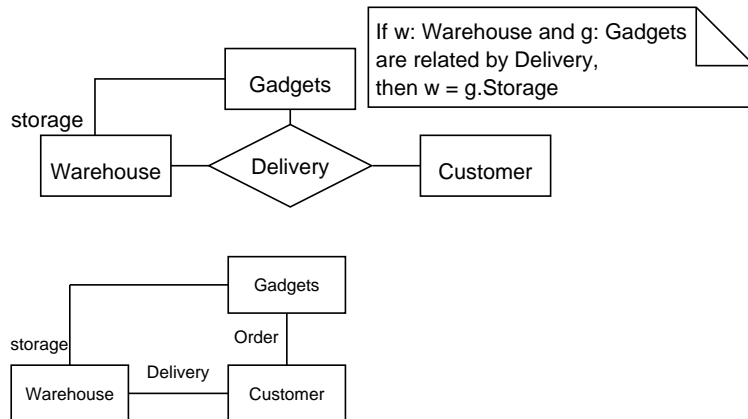 If w: Warehouse and g: Gadgets
are related by Delivery,
then w = g.Storage
Gadgets
storage
Warehouse
Delivery
Customer
Gadgets
storage
Order
Delivery
Warehouse
Customer